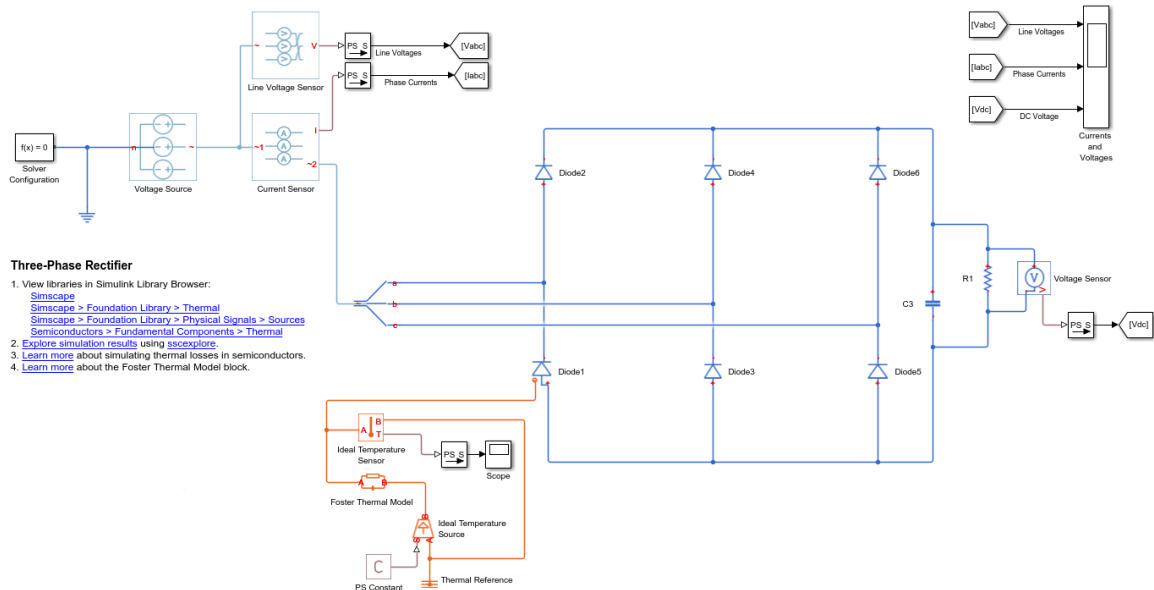 V
~
PS S
Line Voltages
[Vabc]
Line Voltage Sensor
PS S
Phase Currents
[Iabc]
[Vabc]
Line Voltages
[Iabc]
Phase Currents
[Vdc]
DC Voltage
Currents
and
Voltages
f(x) = 0
Solver
Configuration
n
~
Voltage Source
I
~1
~2
Current Sensor
Diode2
Diode4
Diode6
Three-Phase Rectifier
1. View libraries in Simulink Library Browser:
Simscape
Simscape > Foundation Library > Thermal
Simscape > Foundation Library > Physical Signals > Sources
Semiconductors > Fundamental Components > Thermal
2. Explore simulation results using sscexplore.
3. Learn more about simulating thermal losses in semiconductors.
4. Learn more about the Foster Thermal Model block.
a
b
c
C3
R1
V
Voltage Sensor
PS S
[Vdc]
Diode1
Diode3
Diode5
A
B
T
Ideal Temperature
Sensor
PS S
Scope
A
B
Foster Thermal Model
B
S
A
Ideal Temperature
Source
C
PS Constant
Thermal Reference